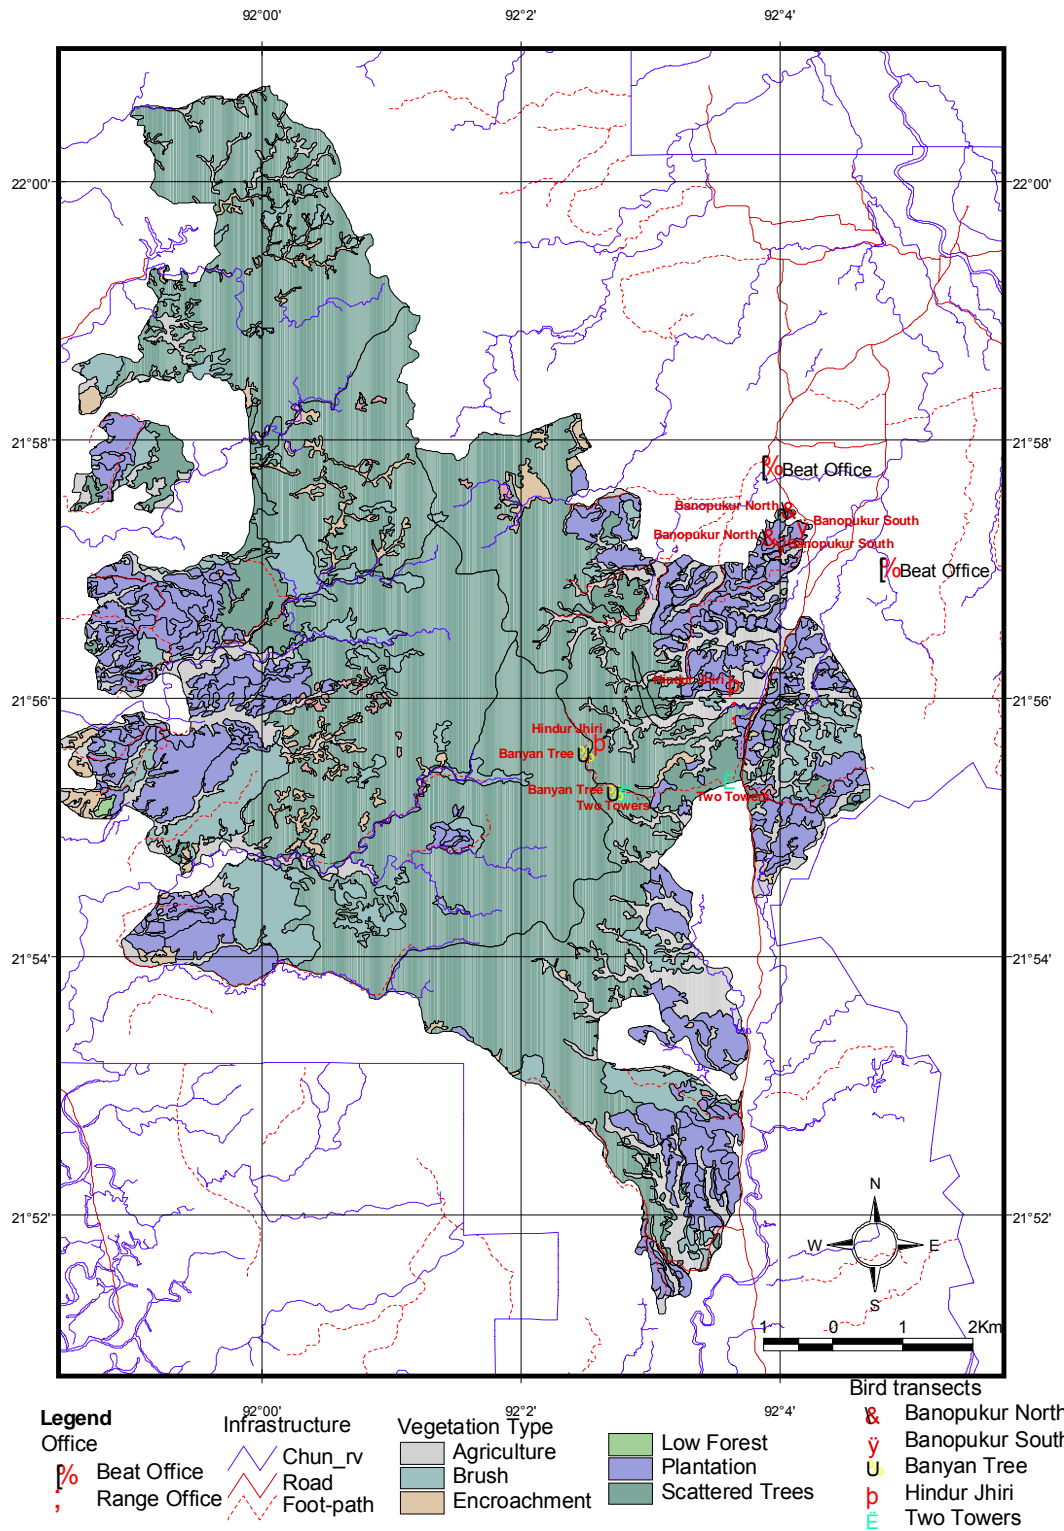 92°00' 92°2' 92°4'
22°00' 22°00'
21°58' 21°58'
Beat Office
Banopukur North
Banopukur South
Banopukur North
Banopukur South
Beat Office
21°56' 21°56'
Hindur Jhiri
Hindur Jhiri
Banyan Tree
Banyan Tree
Two Towers
Two Towers
21°54' 21°54'
N
21°52' 21°52'
W E
S
1 0 1 2Km
92°00' 92°2' 92°4'
Legend
Office
Beat Office
Range Office
Infrastructure
Chun_rv
Road
Foot-path
Vegetation Type
Agriculture
Brush
Encroachment
Low Forest
Plantation
Scattered Trees
Bird transects
& Banopukur North
ÿ Banopukur South
U Banyan Tree
þ Hindur Jhiri
Ë Two Towers